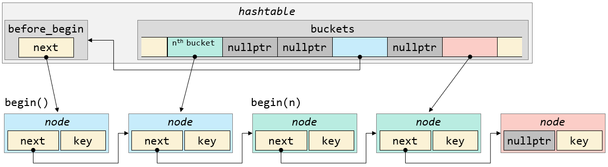 hashtable
before_begin
buckets
next
nth bucket
nullptr
nullptr
nullptr
begin()
begin(n)
node
node
node
node
node
next key
next key
next key
next key
nullptr key